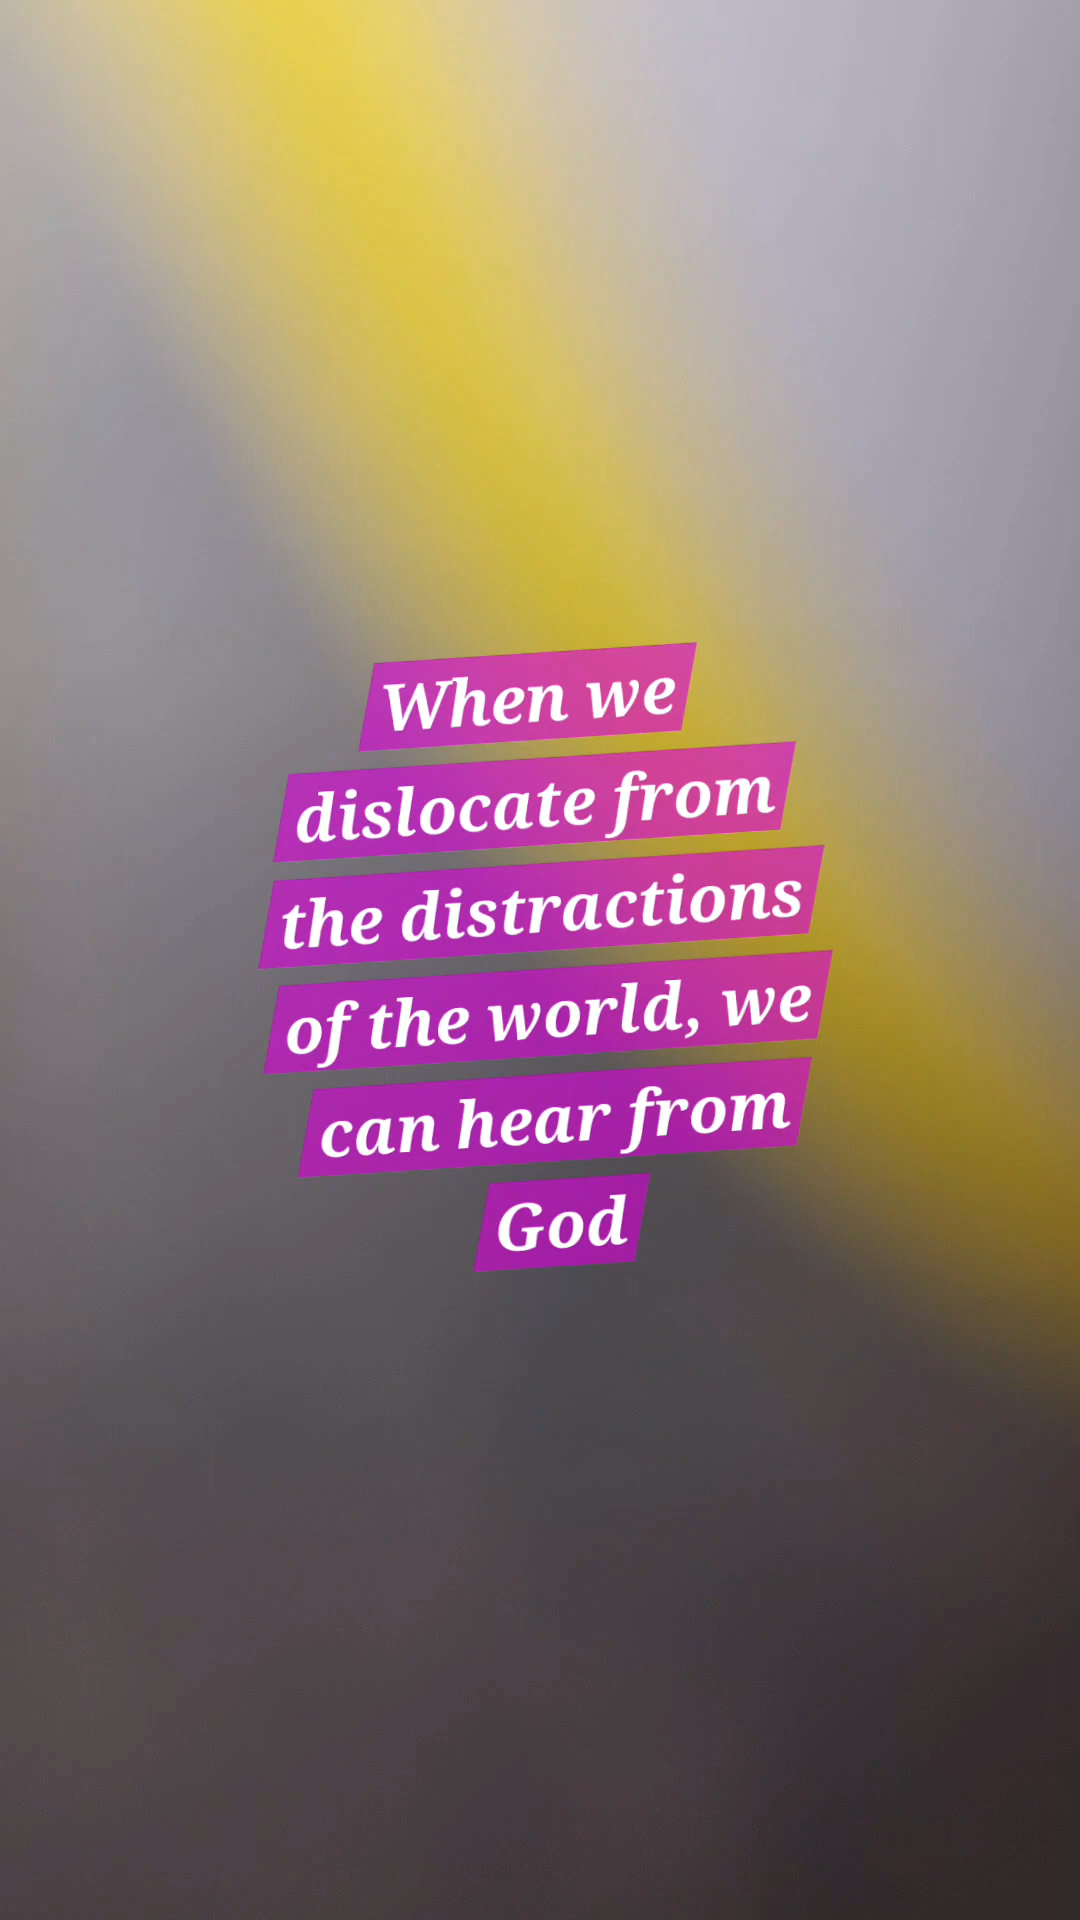 When we
dislocate from
the distractions
of the world, we
can hear from
God